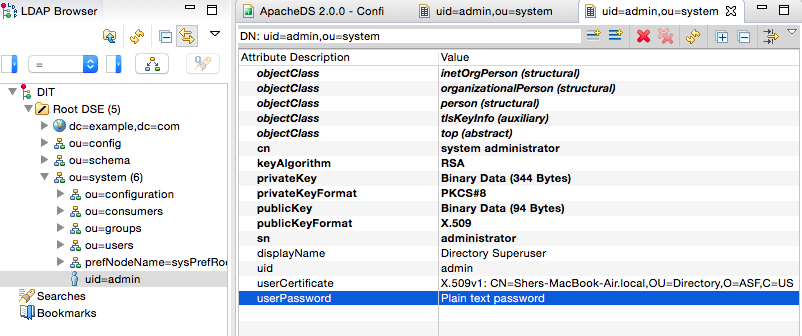 LDAP Browser
=
DIT
Root DSE (5)
dc=example,dc=com
ou=config
ou=schema
ou=system (6)
ou=configuration
ou=consumers
ou=groups
ou=users
prefNodeName=sysPrefRoo
uid=admin
Searches
Bookmarks
ApacheDS 2.0.0 - Confi
uid=admin,ou=system
uid=admin,ou=system
DN: uid=admin,ou=system
Attribute Description Value
objectClass inetOrgPerson (structural)
objectClass organizationalPerson (structural)
objectClass person (structural)
objectClass tlsKeyInfo (auxiliary)
objectClass top (abstract)
cn system administrator
keyAlgorithm RSA
privateKey Binary Data (344 Bytes)
privateKeyFormat PKCS#8
publicKey Binary Data (94 Bytes)
publicKeyFormat X.509
sn administrator
displayName Directory Superuser
uid admin
userCertificate X.509v1: CN=Shers-MacBook-Air.local,OU=Directory,O=ASF,C=US
userPassword Plain text password